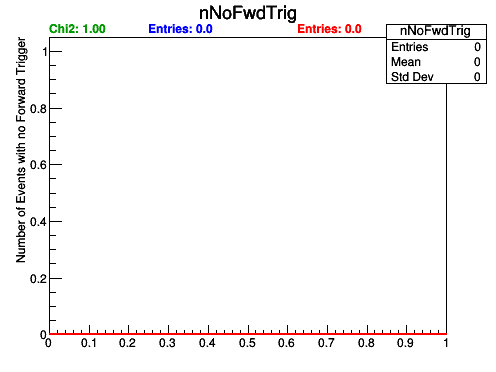 nNoFwdTrig
Chi2: 1.00 Entries: 0.0 Entries: 0.0
nNoFwdTrig
Entries 0
Mean 0
Std Dev 0
Number of Events with no Forward Trigger
1
0.8
0.6
0.4
0.2
0
0 0.1 0.2 0.3 0.4 0.5 0.6 0.7 0.8 0.9 1